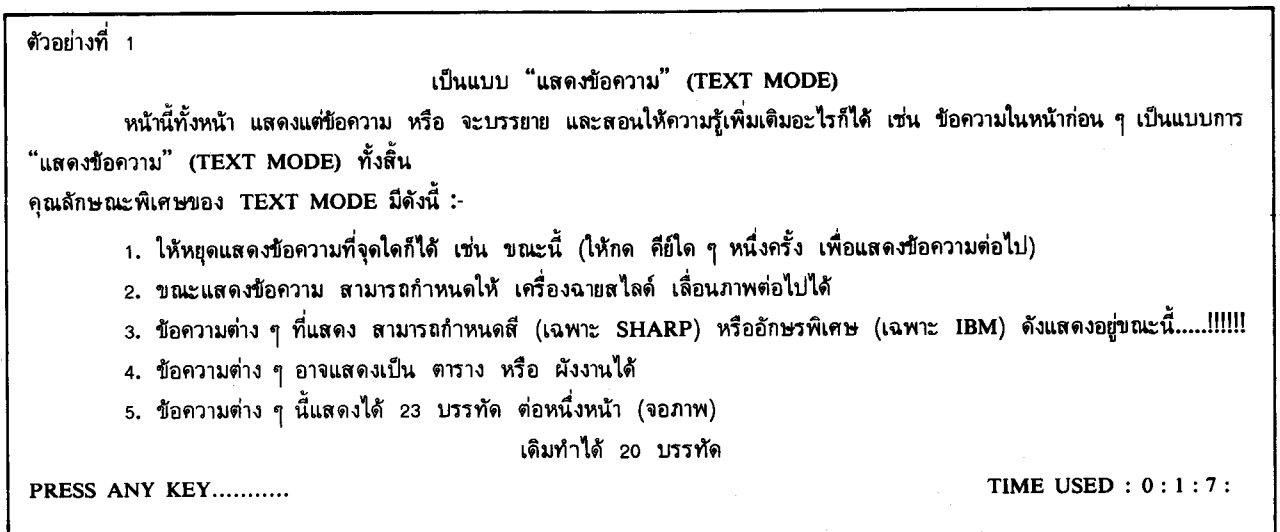 ตัวอย่างที่ 1
เป็นแบบ “แสดงข้อความ” (TEXT MODE)
หน้านี้ทั้งหน้า แสดงแต่ข้อความ หรือ จะบรรยาย และสอนให้ความรู้เพิ่มเติมอะไรก็ได้ เช่น ข้อความในหน้าก่อน ๆ เป็นแบบการ
“แสดงข้อความ” (TEXT MODE) ทั้งสิ้น
คุณลักษณะพิเศษของ TEXT MODE มีดังนี้ :-
1. ให้หยุดแสดงข้อความที่จุดใดก็ได้ เช่น ขณะนี้ (ให้กด คีย์ใด ๆ หนึ่งครั้ง เพื่อแสดงข้อความต่อไป)
2. ขณะแสดงข้อความ สามารถกำหนดให้ เครื่องฉายสไลด์ เลื่อนภาพต่อไปได้
3. ข้อความต่าง ๆ ที่แสดง สามารถกำหนดสี (เฉพาะ SHARP) หรืออักษรพิเศษ (เฉพาะ IBM) ดังแสดงอยู่ขณะนี้.....!!!!!!
4. ข้อความต่าง ๆ อาจแสดงเป็น ตาราง หรือ ผังงานได้
5. ข้อความต่าง ๆ นี้แสดงได้ 23 บรรทัด ต่อหนึ่งหน้า (จอภาพ)
เดิมทำได้ 20 บรรทัด
PRESS ANY KEY........... TIME USED : 0 : 1 : 7 :